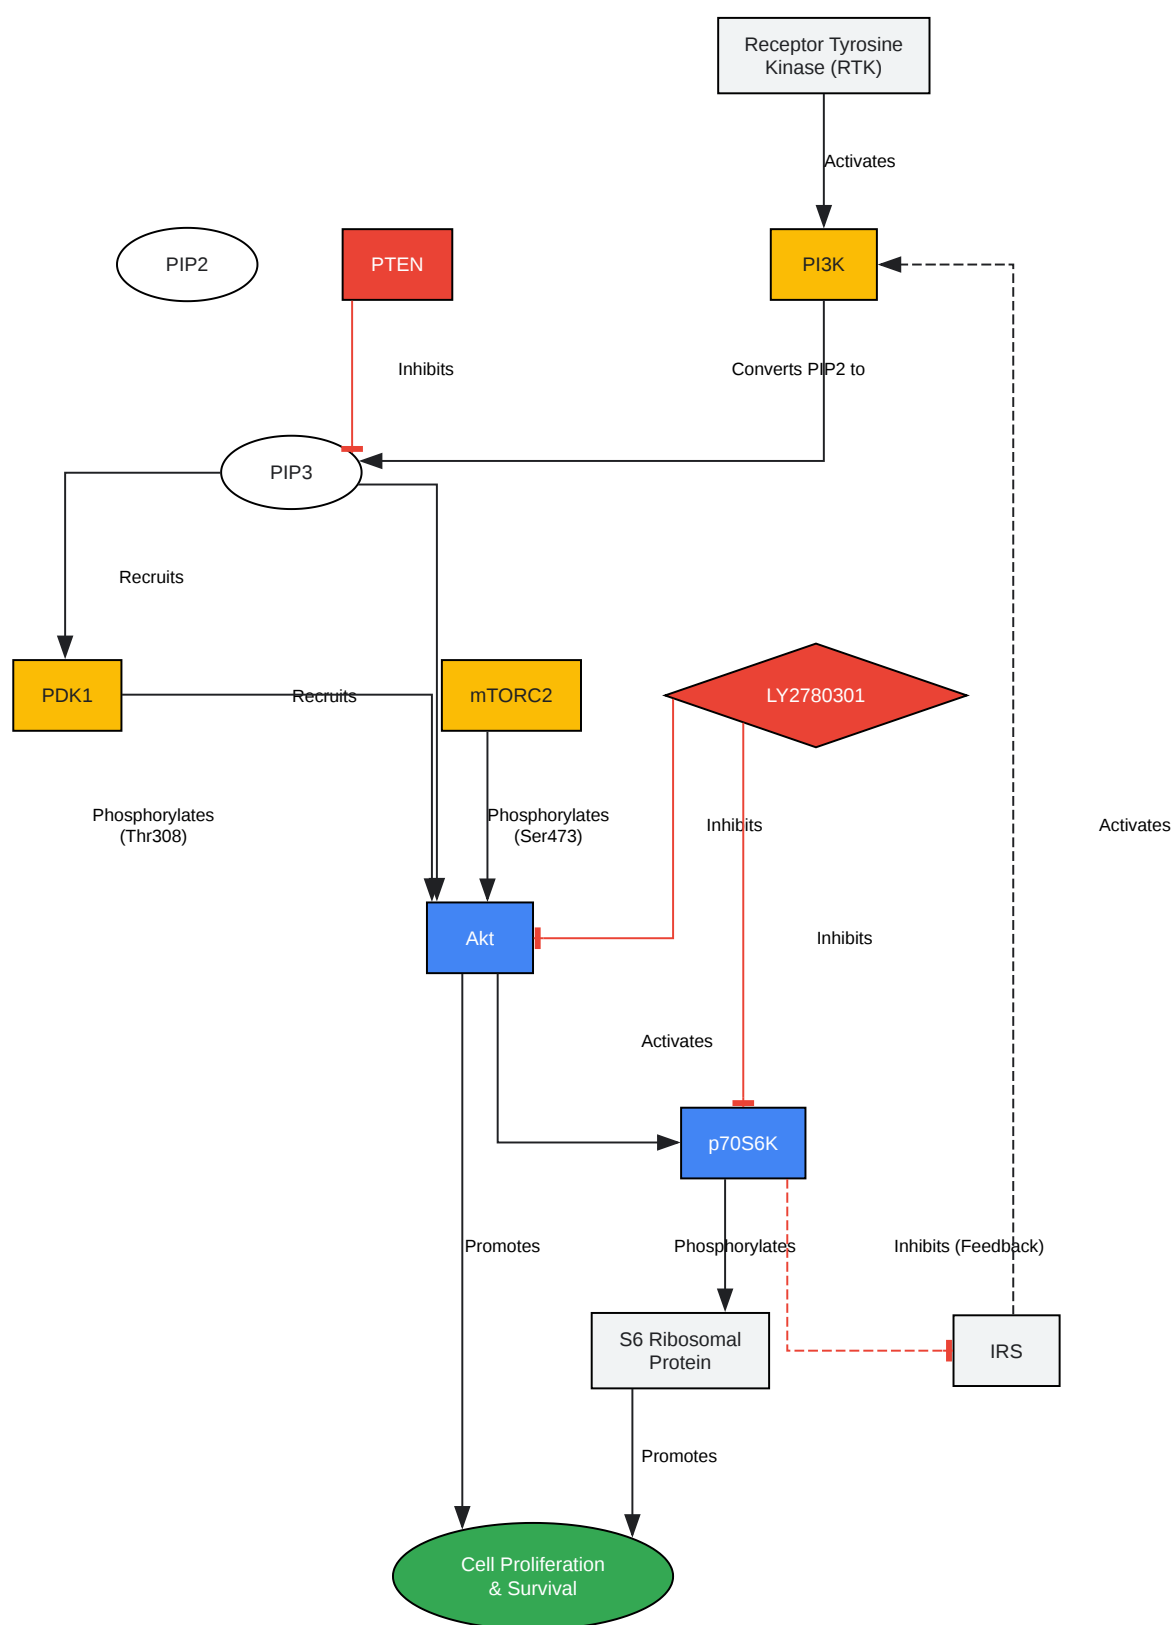 Receptor Tyrosine
Kinase (RTK)
Activates
PIP2
PTEN
PI3K
Inhibits
Converts PIP2 to
PIP3
Recruits
PDK1
Recruits
mTORC2
LY2780301
Phosphorylates
(Thr308)
Phosphorylates
(Ser473)
Inhibits
Activates
Akt
Inhibits
Activates
p70S6K
Promotes
Phosphorylates
Inhibits (Feedback)
S6 Ribosomal
Protein
IRS
Promotes
Cell Proliferation
& Survival